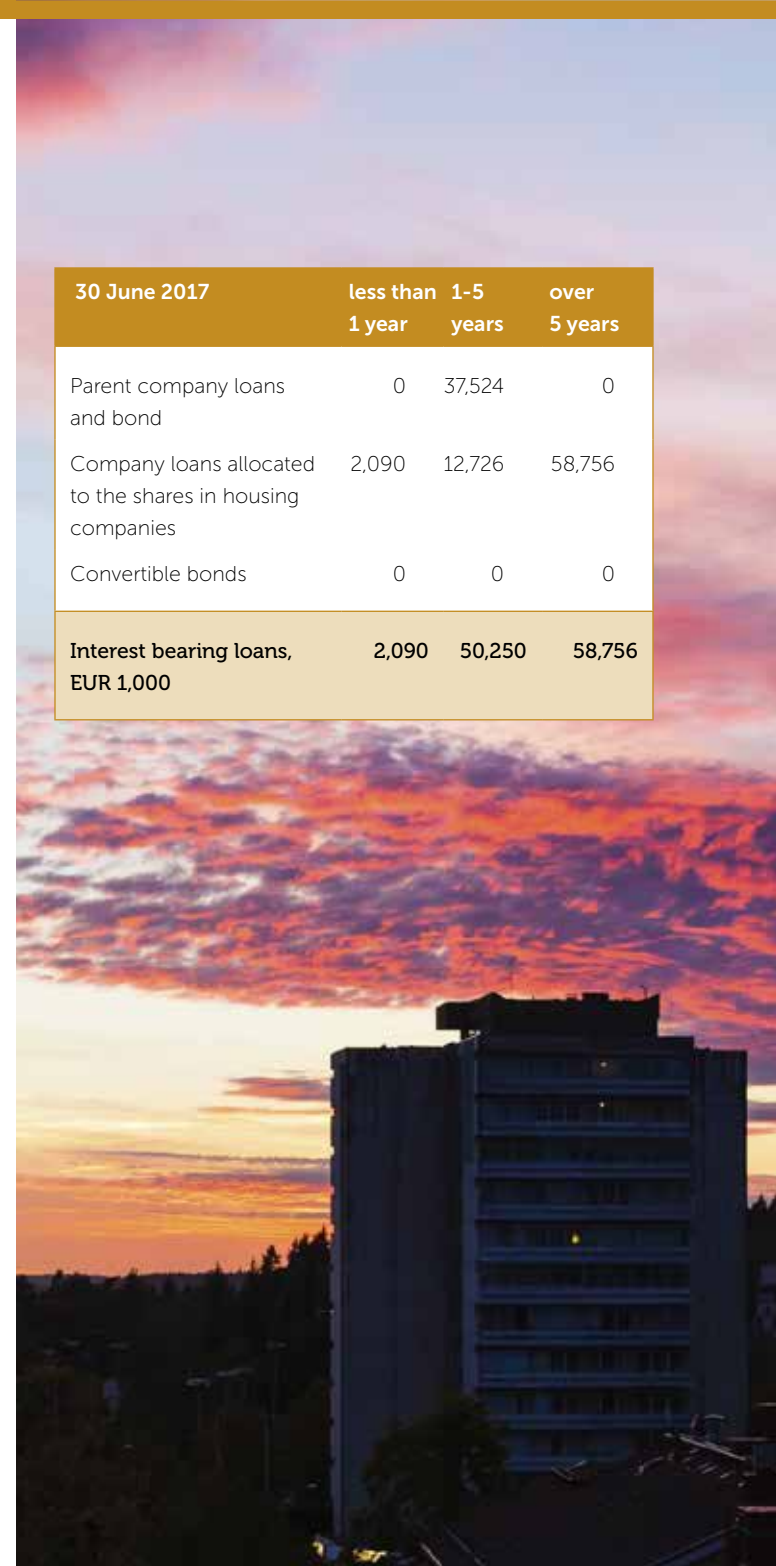 30 June 2017 less than 1-5 over
1 year years 5 years
Parent company loans 0 37,524 0
and bond
Company loans allocated 2,090 12,726 58,756
to the shares in housing
companies
Convertible bonds 0 0 0
Interest bearing loans, 2,090 50,250 58,756
EUR 1,000